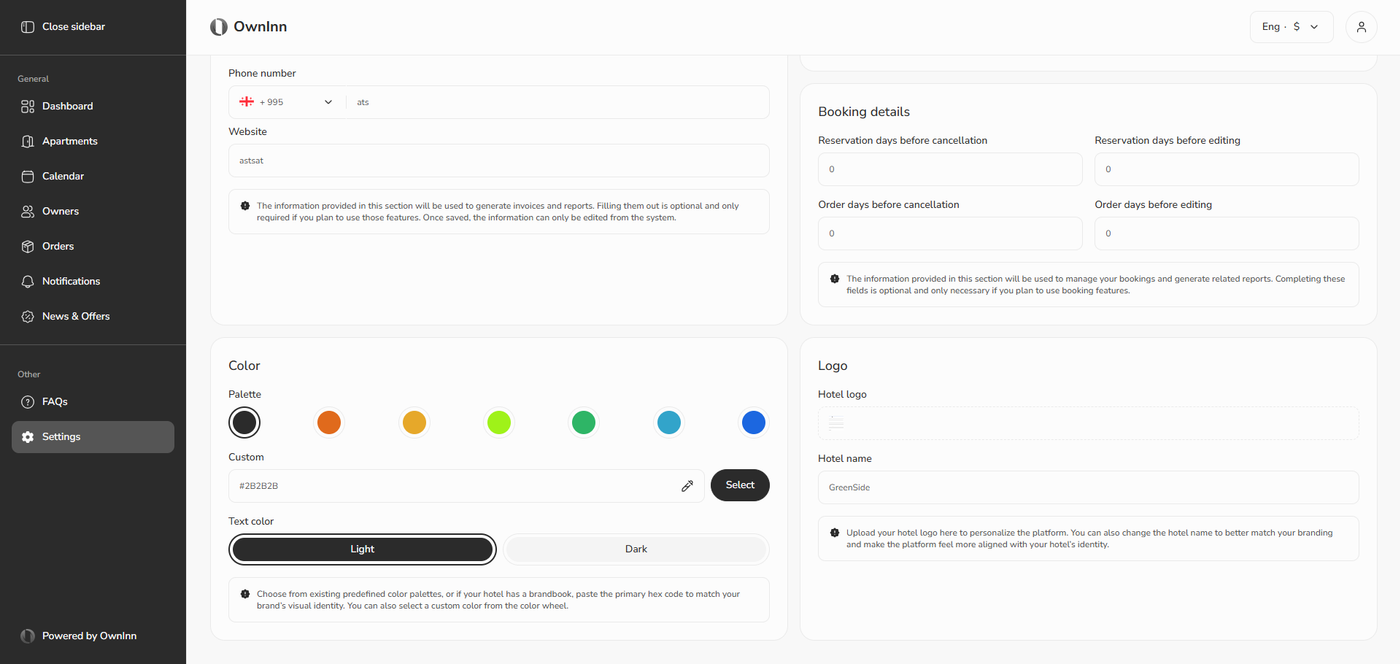 Close sidebar
General
Dashboard
Apartments
Calendar
Owners
Orders
Notifications
News & Offers
Other
FAQs
Settings
Powered by OwnInn
OwnInn
Eng · $
Phone number
+ 995
ats
Website
astsat
The information provided in this section will be used to generate invoices and reports. Filling them out is optional and only
required if you plan to use those features. Once saved, the information can only be edited from the system.
Booking details
Reservation days before cancellation
Reservation days before editing
0
0
Order days before cancellation
Order days before editing
0
0
The information provided in this section will be used to manage your bookings and generate related reports. Completing these
fields is optional and only necessary if you plan to use booking features.
Color
Palette
Custom
#2B2B2B
Select
Text color
Light
Dark
Choose from existing predefined color palettes, or if your hotel has a brandbook, paste the primary hex code to match your
brand's visual identity. You can also select a custom color from the color wheel.
Logo
Hotel logo
Hotel name
GreenSide
Upload your hotel logo here to personalize the platform. You can also change the hotel name to better match your branding
and make the platform feel more aligned with your hotel's identity.